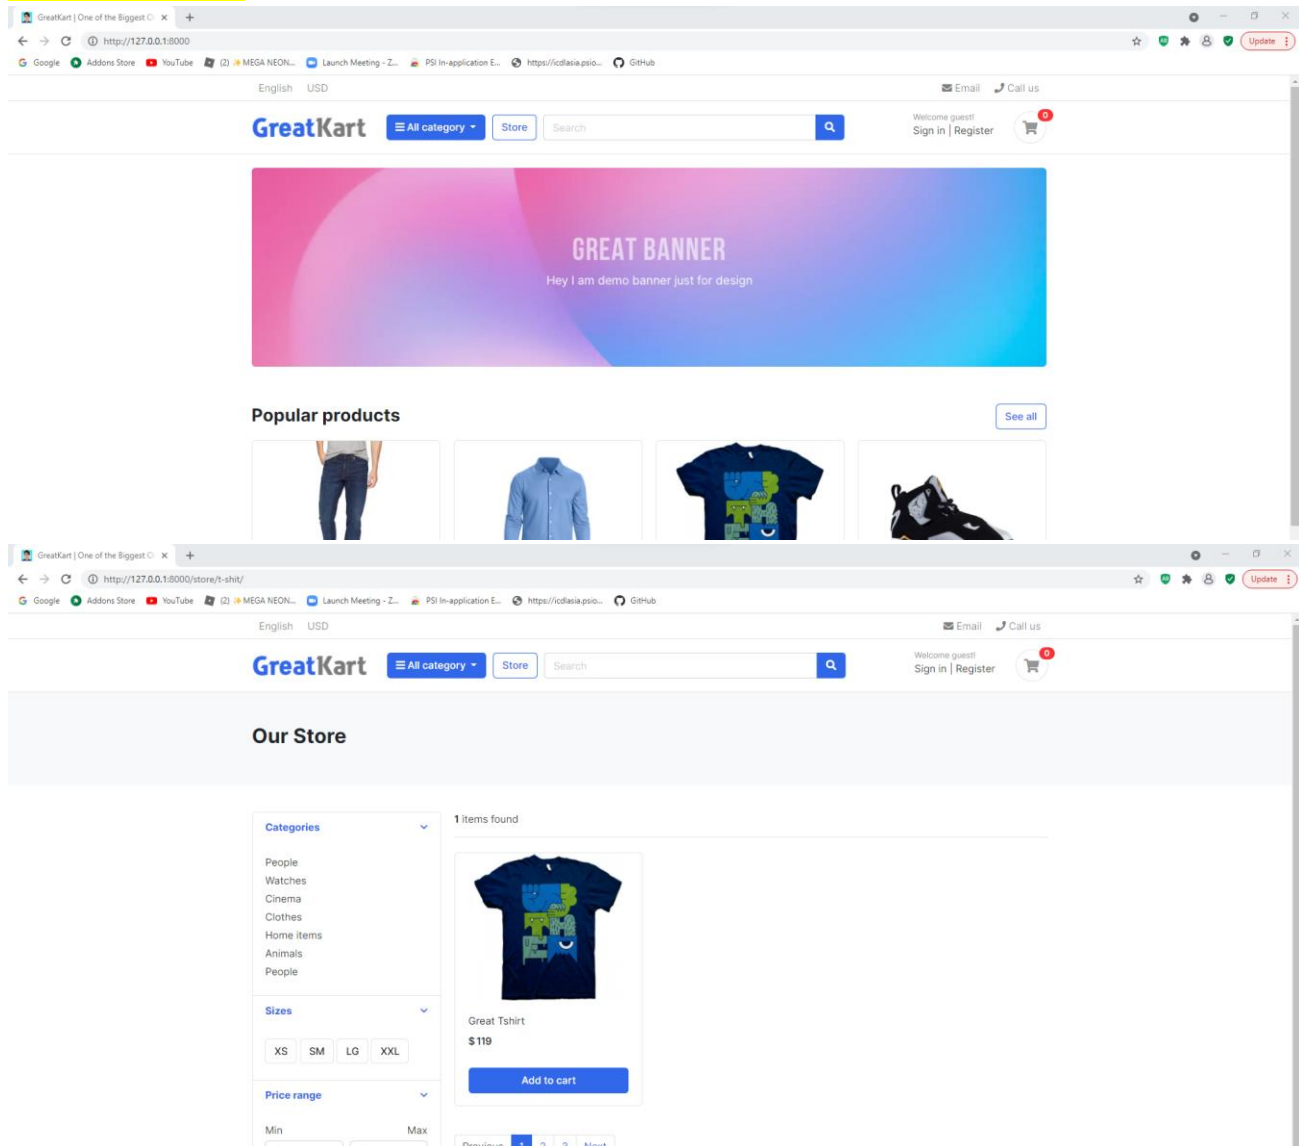 GreatKart | One of the Biggest O
http://127.0.0.1:8000
Update
Google Addons Store YouTube (2) MEGA NEON... Launch Meeting - Z... PSI In-application E... https://icdlasia.psio... GitHub
English USD Email Call us
GreatKart All category Store Search Welcome guest! 0
Sign in | Register
GREAT BANNER
Hey I am demo banner just for design
Popular products See all
GreatKart | One of the Biggest O
http://127.0.0.1:8000/store/t-shit/
Update
Google Addons Store YouTube (2) MEGA NEON... Launch Meeting - Z... PSI In-application E... https://icdlasia.psio... GitHub
English USD Email Call us
GreatKart All category Store Search Welcome guest! 0
Sign in | Register
Our Store
Categories
People
Watches
Cinema
Clothes
Home items
Animals
People
Sizes
XS SM LG XXL
Price range
Min Max
1 items found
Great Tshirt
$119
Add to cart
Previous 1 2 3 Next